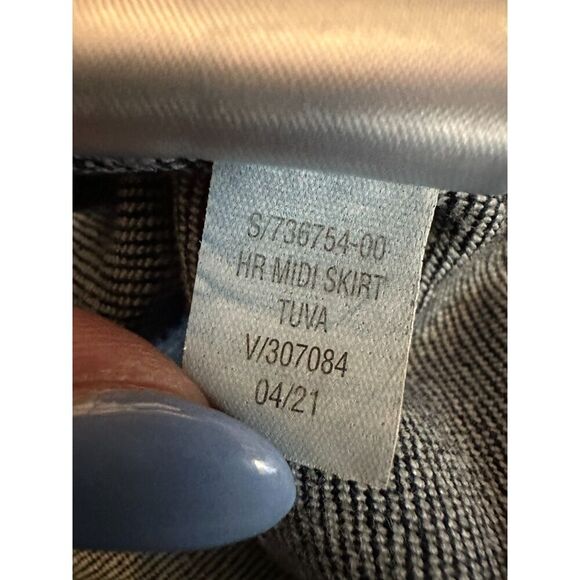 S/736754-00
HR MIDI SKIRT
TUVA
V/307084
04/21